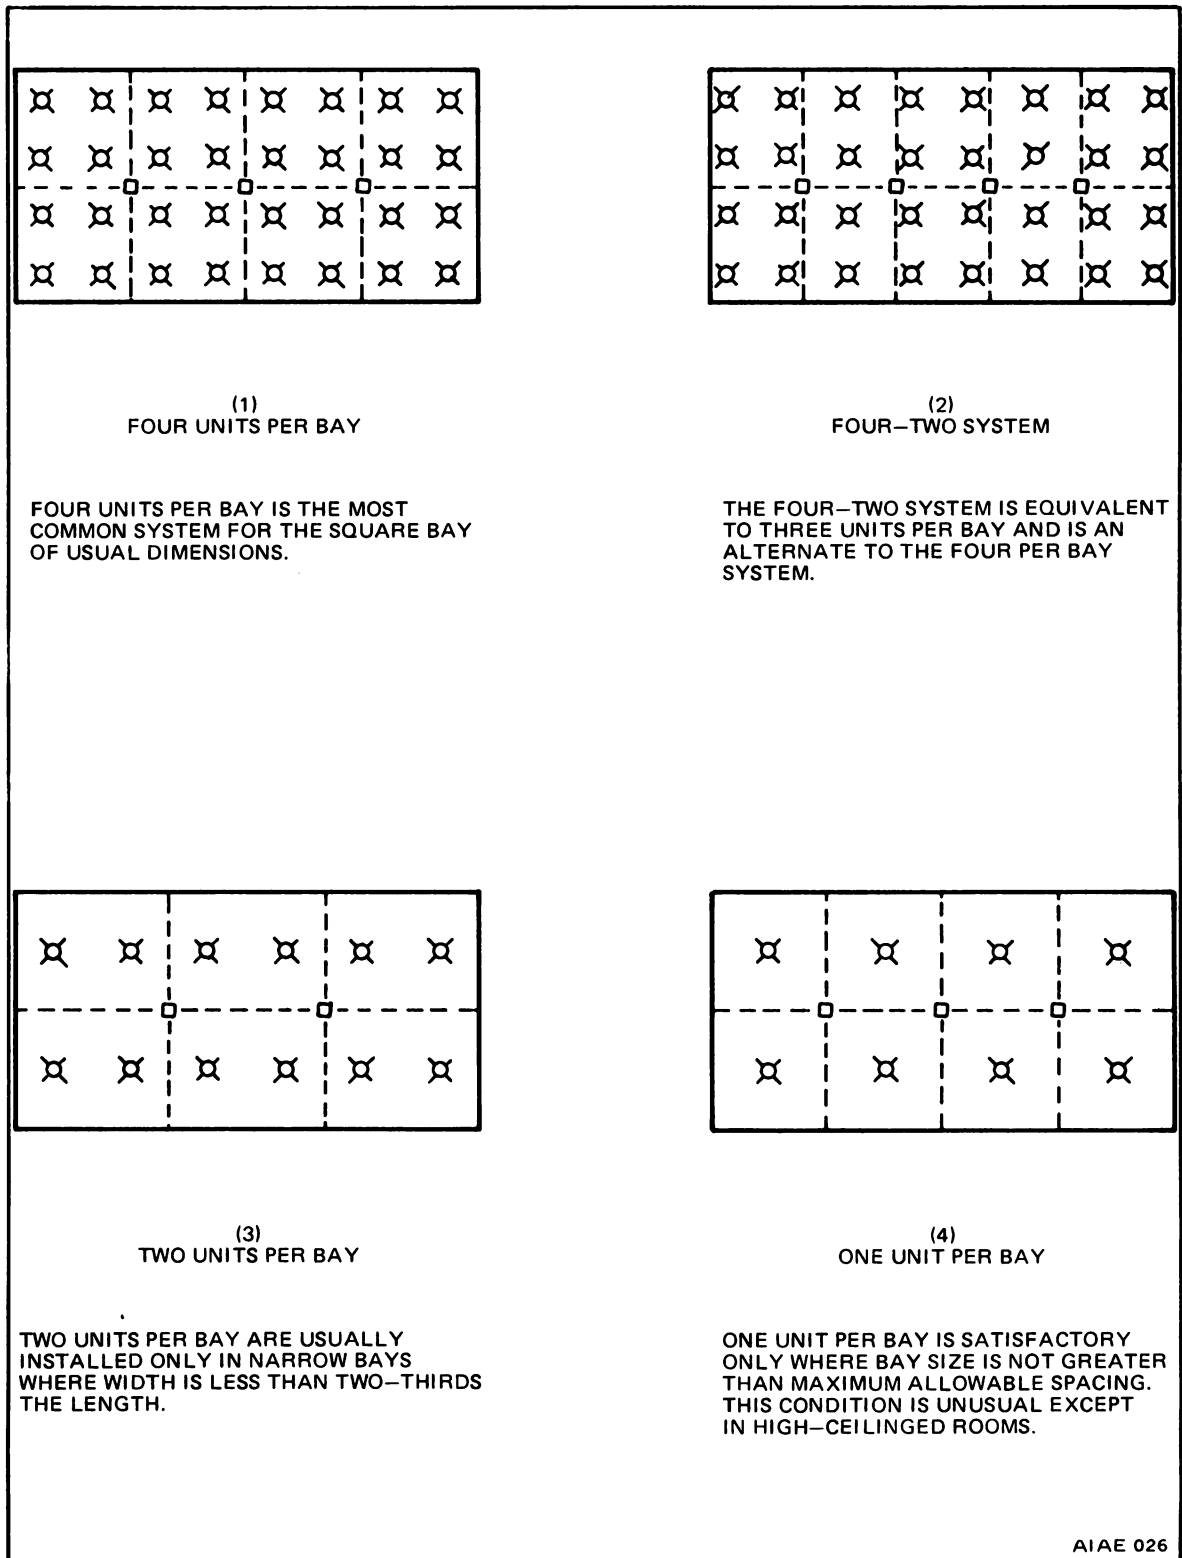 (1)
FOUR UNITS PER BAY
FOUR UNITS PER BAY IS THE MOST
COMMON SYSTEM FOR THE SQUARE BAY
OF USUAL DIMENSIONS.
(2)
FOUR–TWO SYSTEM
THE FOUR–TWO SYSTEM IS EQUIVALENT
TO THREE UNITS PER BAY AND IS AN
ALTERNATE TO THE FOUR PER BAY
SYSTEM.
(3)
TWO UNITS PER BAY
TWO UNITS PER BAY ARE USUALLY
INSTALLED ONLY IN NARROW BAYS
WHERE WIDTH IS LESS THAN TWO–THIRDS
THE LENGTH.
(4)
ONE UNIT PER BAY
ONE UNIT PER BAY IS SATISFACTORY
ONLY WHERE BAY SIZE IS NOT GREATER
THAN MAXIMUM ALLOWABLE SPACING.
THIS CONDITION IS UNUSUAL EXCEPT
IN HIGH–CEILINGED ROOMS.
AIAE 026